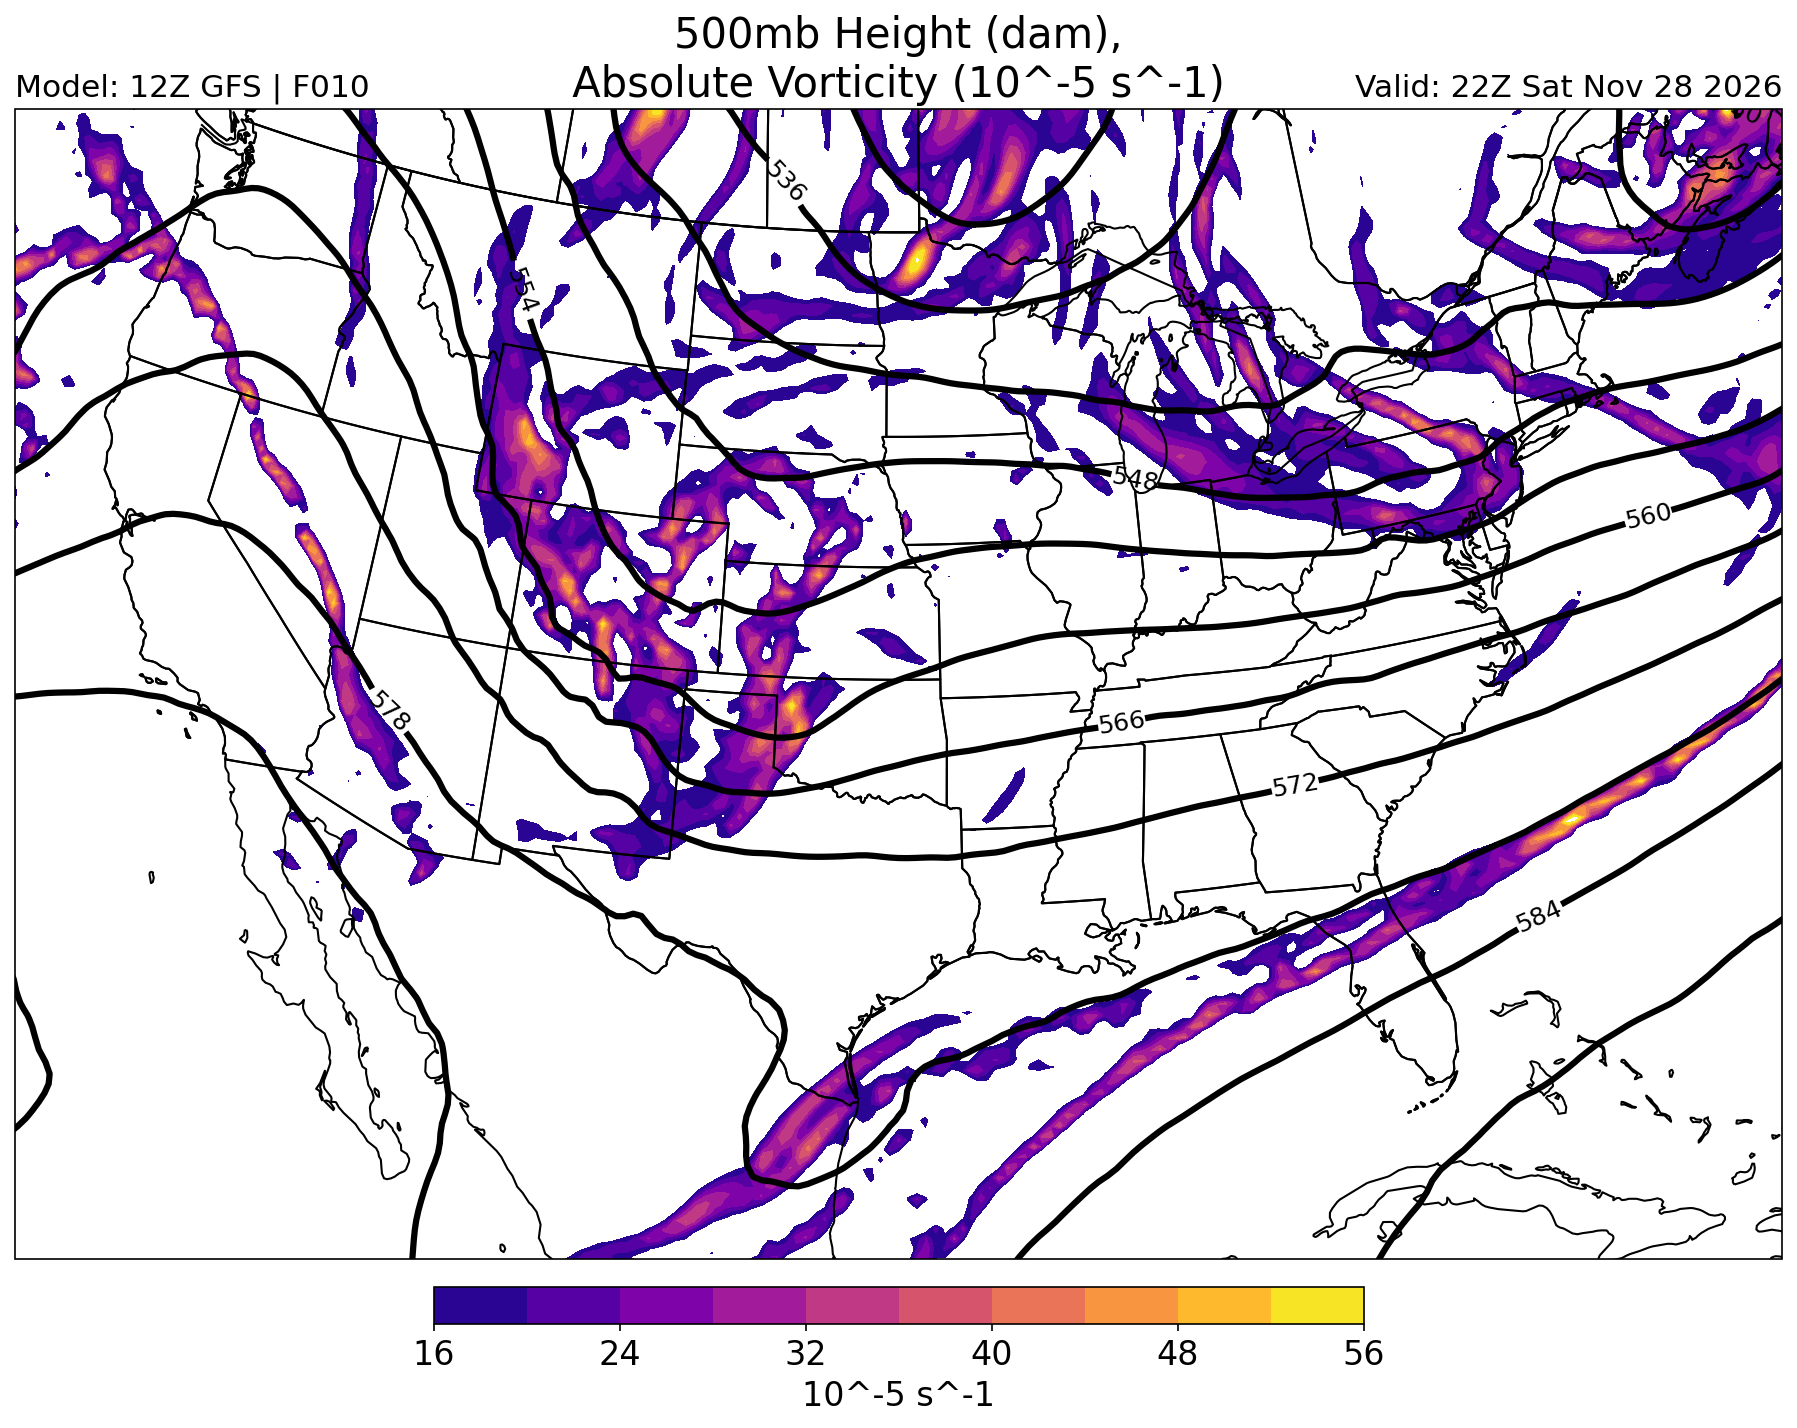 500mb Height (dam),
Model: 12Z GFS | F010
Absolute Vorticity (10^-5 s^-1)
Valid: 22Z Sat Nov 28 2026
536
554
548
560
578
566
572
584
16 24 32 40 48 56
10^-5 s^-1